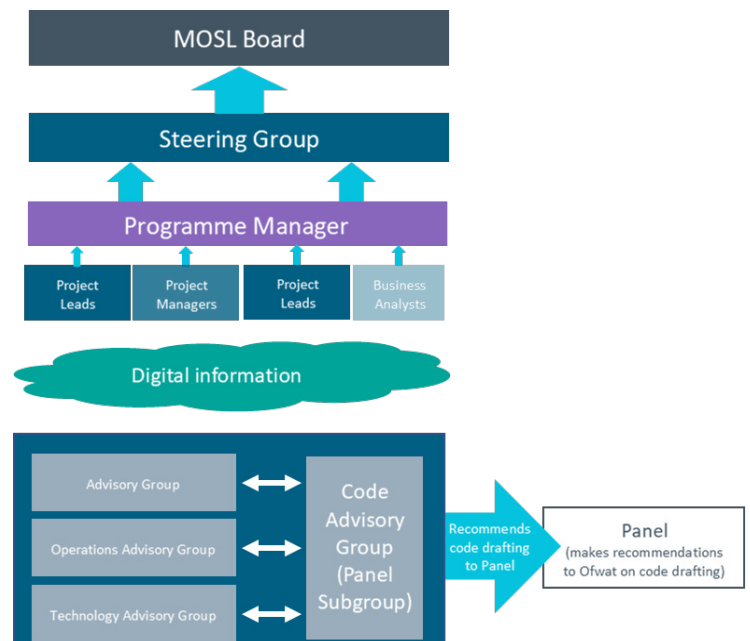 MOSL Board
Steering Group
Programme Manager
Project
Leads
Project
Managers
Project
Leads
Business
Analysts
Digital information
Advisory Group
Operations Advisory Group
Technology Advisory Group
Code
Advisory
Group
(Panel
Subgroup)
Recommends
code drafting
to Panel
Panel
(makes recommendations
to Ofwat on code drafting)